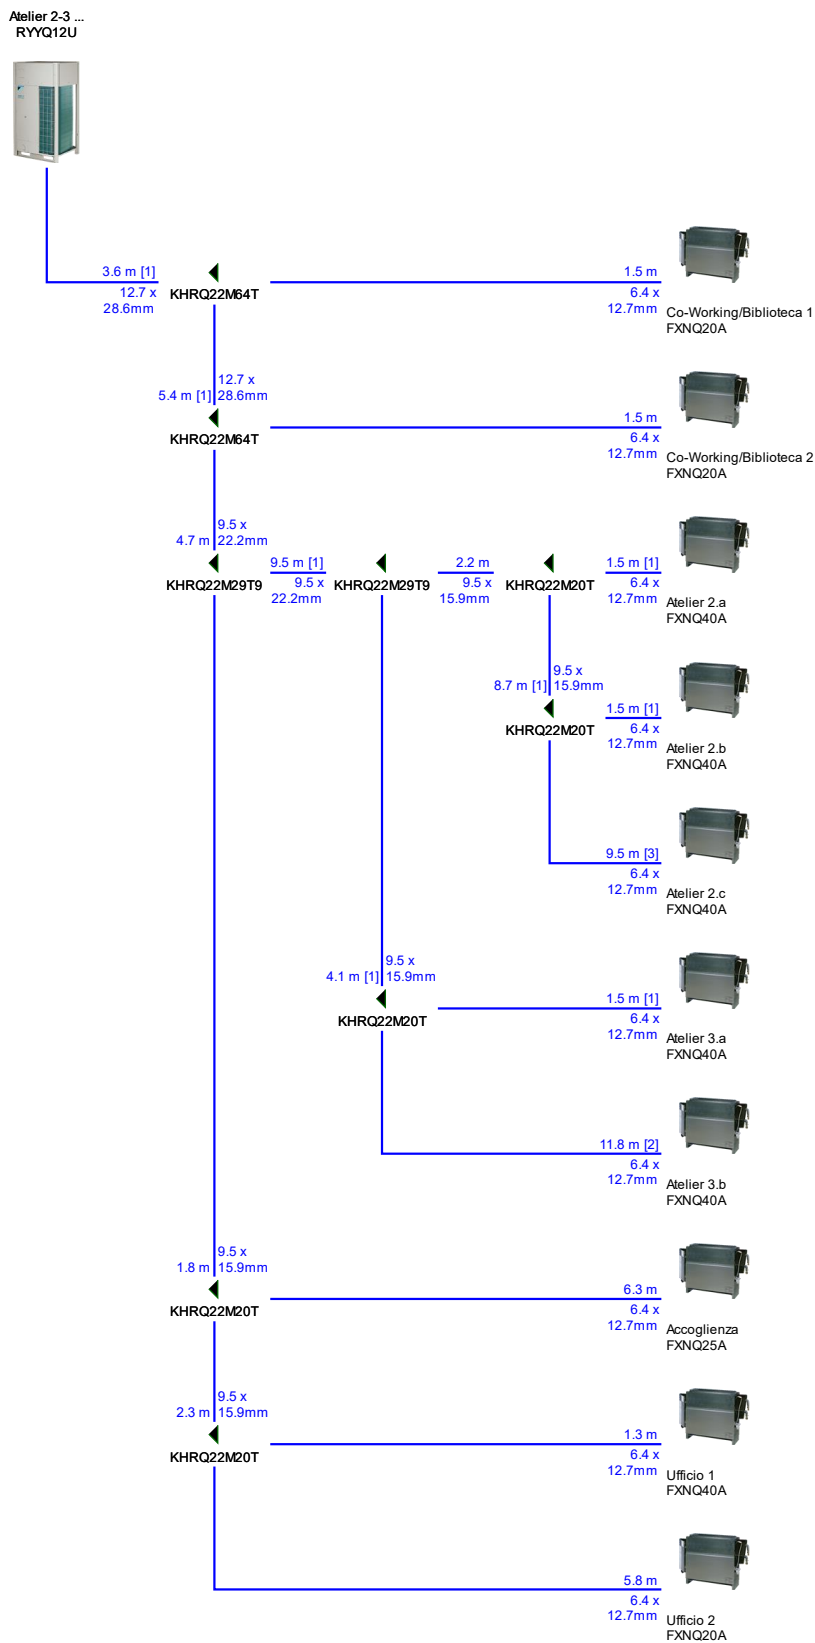 Atelier 2-3 ...
RYYQ12U
3.6 m [1]
12.7 x
28.6mm
KHRQ22M64T
1.5 m
6.4 x
12.7mm
Co-Working/Biblioteca 1
FXNQ20A
12.7 x
5.4 m [1]
28.6mm
KHRQ22M64T
1.5 m
6.4 x
12.7mm
Co-Working/Biblioteca 2
FXNQ20A
9.5 x
4.7 m
22.2mm
KHRQ22M29T9
9.5 m [1]
9.5 x
22.2mm
KHRQ22M29T9
2.2 m
9.5 x
15.9mm
KHRQ22M20T
1.5 m [1]
6.4 x
12.7mm
Atelier 2.a
FXNQ40A
9.5 x
8.7 m [1]
15.9mm
KHRQ22M20T
1.5 m [1]
6.4 x
12.7mm
Atelier 2.b
FXNQ40A
9.5 m [3]
6.4 x
12.7mm
Atelier 2.c
FXNQ40A
9.5 x
4.1 m [1]
15.9mm
KHRQ22M20T
1.5 m [1]
6.4 x
12.7mm
Atelier 3.a
FXNQ40A
11.8 m [2]
6.4 x
12.7mm
Atelier 3.b
FXNQ40A
9.5 x
1.8 m
15.9mm
KHRQ22M20T
6.3 m
6.4 x
12.7mm
Accoglienza
FXNQ25A
9.5 x
2.3 m
15.9mm
KHRQ22M20T
1.3 m
6.4 x
12.7mm
Ufficio 1
FXNQ40A
5.8 m
6.4 x
12.7mm
Ufficio 2
FXNQ20A